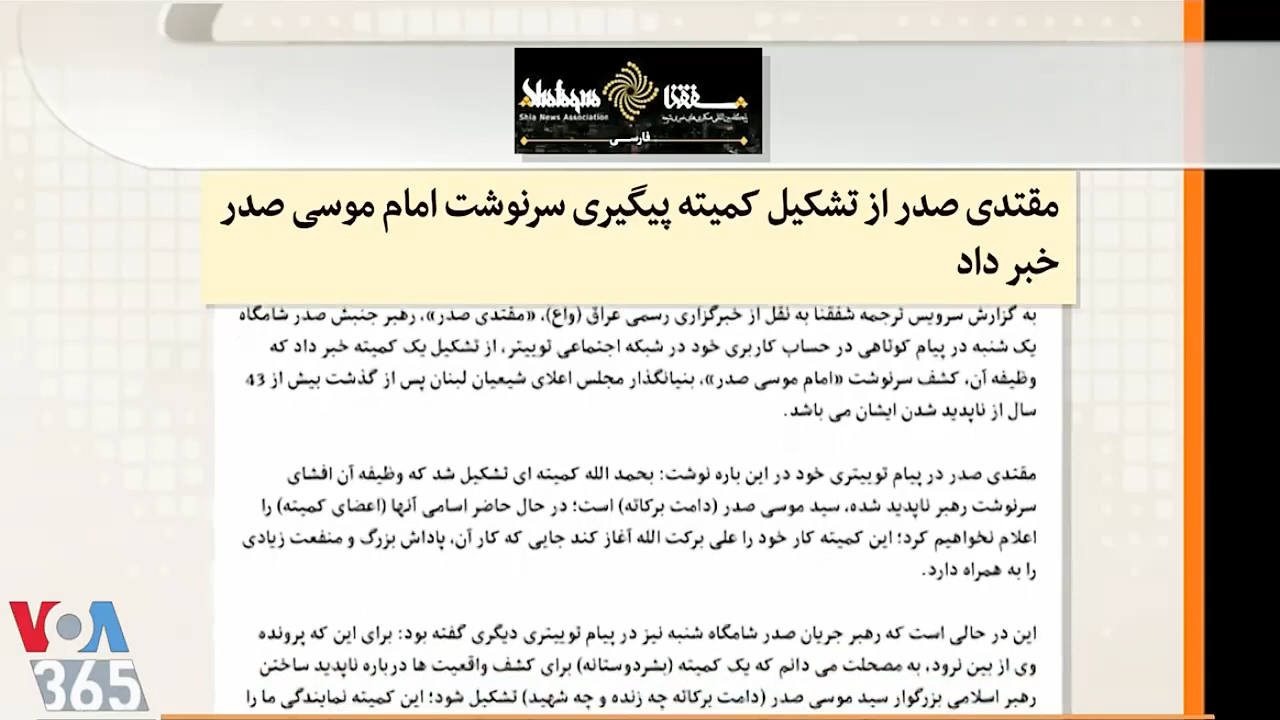 Shafaqna شفقنا
Shia News Association پایگاه بین المللی همکاری های خبری شیعه
فارسی
مقتدی صدر از تشکیل کمیته پیگیری سرنوشت امام موسی صدر
خبر داد
به گزارش سرویس ترجمه شفقنا به نقل از خبرگزاری رسمی عراق (واع)، «مقتدی صدر»، رهبر جنبش صدر شامگاه
یک شنبه در پیام کوتاهی در حساب کاربری خود در شبکه اجتماعی توییتر، از تشکیل یک کمیته خبر داد که
وظیفه آن، کشف سرنوشت «امام موسی صدر»، بنیانگذار مجلس اعلای شیعیان لبنان پس از گذشت بیش از 43
سال از ناپدید شدن ایشان می باشد.
مقتدی صدر در پیام توییتری خود در این باره نوشت: بحمد الله کمیته ای تشکیل شد که وظیفه آن افشای
سرنوشت رهبر ناپدید شده، سید موسی صدر (دامت برکاته) است؛ در حال حاضر اسامی آنها (اعضای کمیته) را
اعلام نخواهیم کرد؛ این کمیته کار خود را علی برکت الله آغاز کند جایی که کار آن، پاداش بزرگ و منفعت زیادی
را به همراه دارد.
این در حالی است که رهبر جریان صدر شامگاه شنبه نیز در پیام توییتری دیگری گفته بود: برای این که پرونده
وی از بین نرود، به مصحلت می دانم که یک کمیته (بشردوستانه) برای کشف واقعیت ها درباره ناپدید ساختن
رهبر اسلامی بزرگوار سید موسی صدر (دامت برکاته چه زنده و چه شهید) تشکیل شود؛ این کمیته نمایندگی ما را
VOA
365